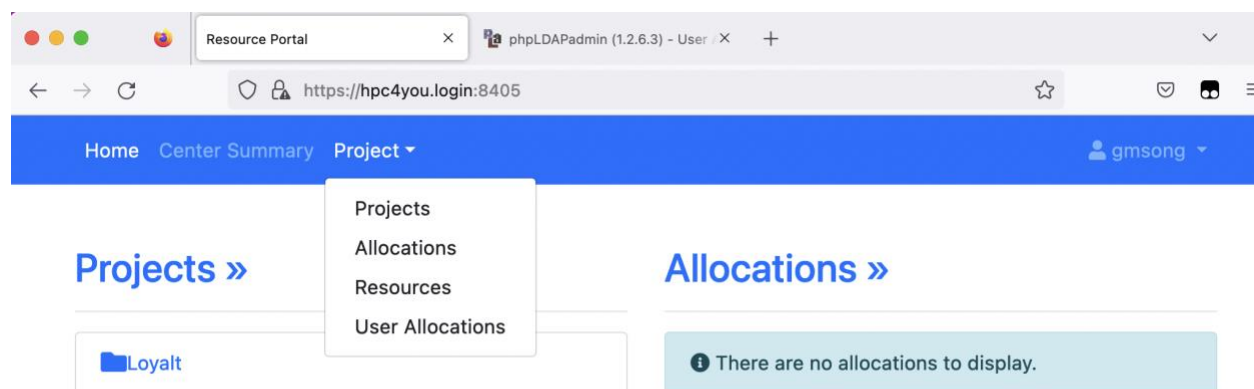 Resource Portal
phpLDAPadmin (1.2.6.3) - User
https://hpc4you.login:8405
Home Center Summary Project gmsong
Projects
Allocations
Resources
User Allocations
Projects »
Allocations »
Loyalt
There are no allocations to display.